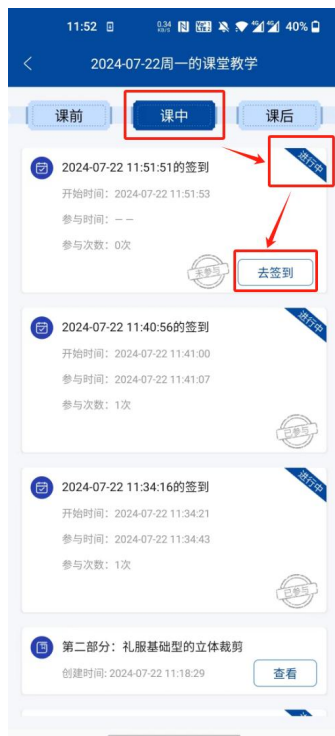 11:52 0.34 KB/S HD 4G 4G 40%
2024-07-22周一的课堂教学
课前 课中 课后
进行中
2024-07-22 11:51:51的签到
开始时间：2024-07-22 11:51:53
参与时间：– –
参与次数：0次
未参与 去签到
进行中
2024-07-22 11:40:56的签到
开始时间：2024-07-22 11:41:00
参与时间：2024-07-22 11:41:07
参与次数：1次
已参与
进行中
2024-07-22 11:34:16的签到
开始时间：2024-07-22 11:34:21
参与时间：2024-07-22 11:34:43
参与次数：1次
已参与
第二部分：礼服基础型的立体裁剪
创建时间：2024-07-22 11:18:29 查看